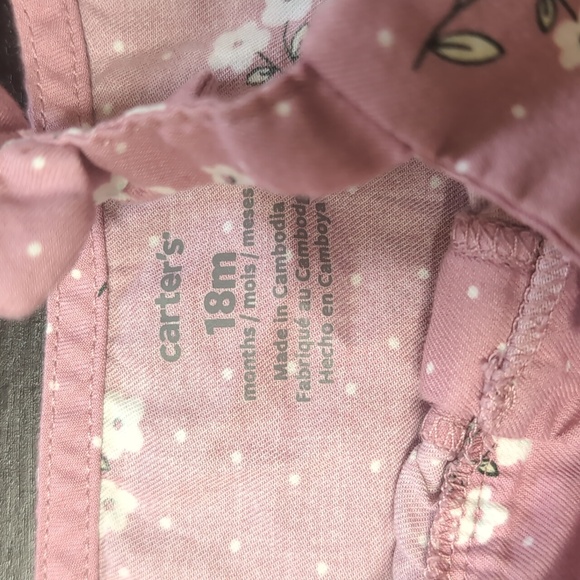 carter's
18m
months / mois / meses
Made in Cambodia
Fabriqué au Cambodge
Hecho en Camboya